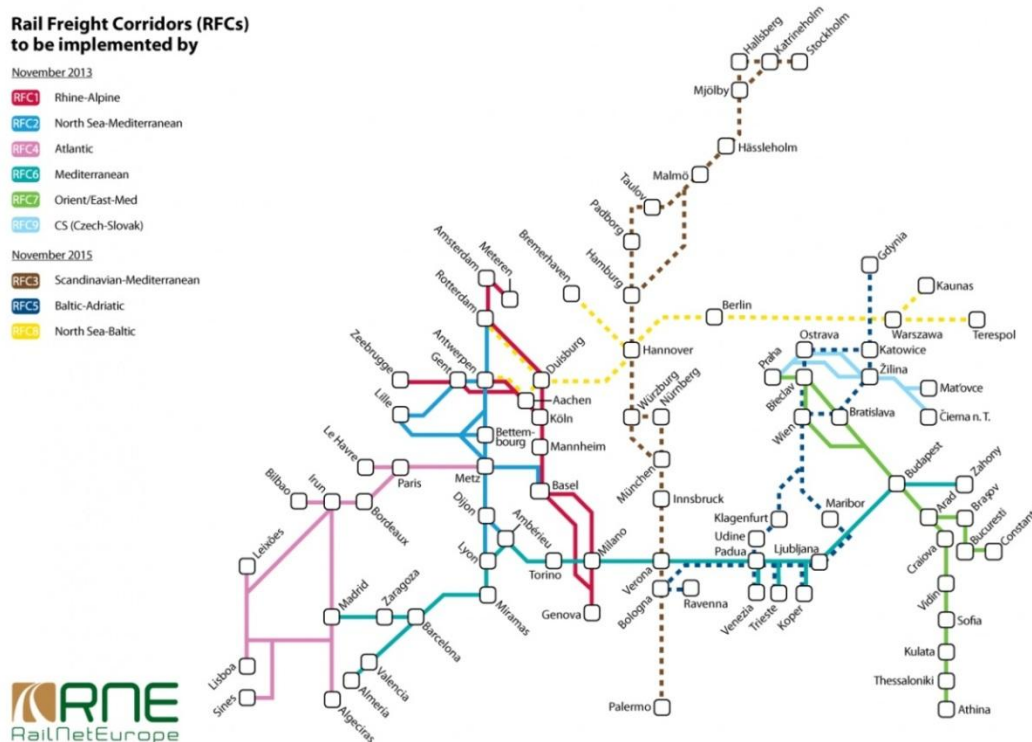 Rail Freight Corridors (RFCs)
to be implemented by
November 2013
RFC1 Rhine-Alpine
RFC2 North Sea-Mediterranean
RFC4 Atlantic
RFC6 Mediterranean
RFC7 Orient/East-Med
RFC9 CS (Czech-Slovak)
November 2015
RFC3 Scandinavian-Mediterranean
RFC5 Baltic-Adriatic
RFC8 North Sea-Baltic
Hallsberg
Katrineholm
Stockholm
Mjölby
Hässleholm
Malmö
Taulov
Padborg
Hamburg
Bremerhaven
Amsterdam
Meteren
Rotterdam
Gdynia
Kaunas
Berlin
Warszawa
Terespol
Hannover
Ostrava
Katowice
Antwerpen
Zeebrugge
Gent
Duisburg
Praha
Žilina
Mat'ovce
Lille
Aachen
Köln
Würzburg
Nürnberg
Břeclav
Bratislava
Čierna n. T.
Wien
Bettem-
bourg
Mannheim
Le Havre
Paris
Metz
München
Budapest
Zahony
Bilbao
Irun
Bordeaux
Basel
Innsbruck
Dijon
Ambérieu
Klagenfurt
Maribor
Arad
Braşov
Bucuresti
Constant
Leixões
Lyon
Torino
Milano
Verona
Udine
Padua
Ljubljana
Craiova
Madrid
Zaragoza
Barcelona
Miramas
Genova
Bologna
Ravenna
Venezia
Trieste
Koper
Vidin
Sofia
Lisboa
Sines
Valencia
Almeria
Algeciras
Palermo
Kulata
Thessaloniki
Athina
RNE
RailNetEurope